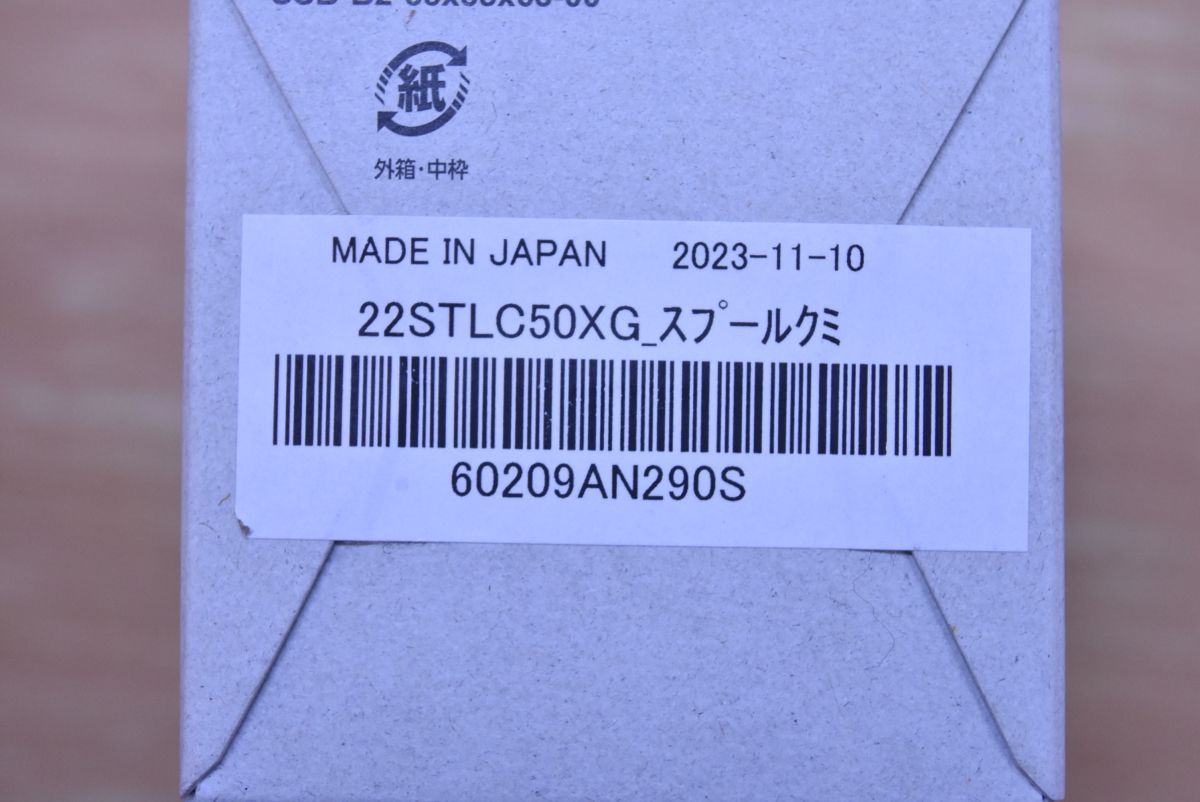 紙
外箱・中枠
MADE IN JAPAN 2023-11-10
22STLC50XG_スプールクミ
60209AN290S